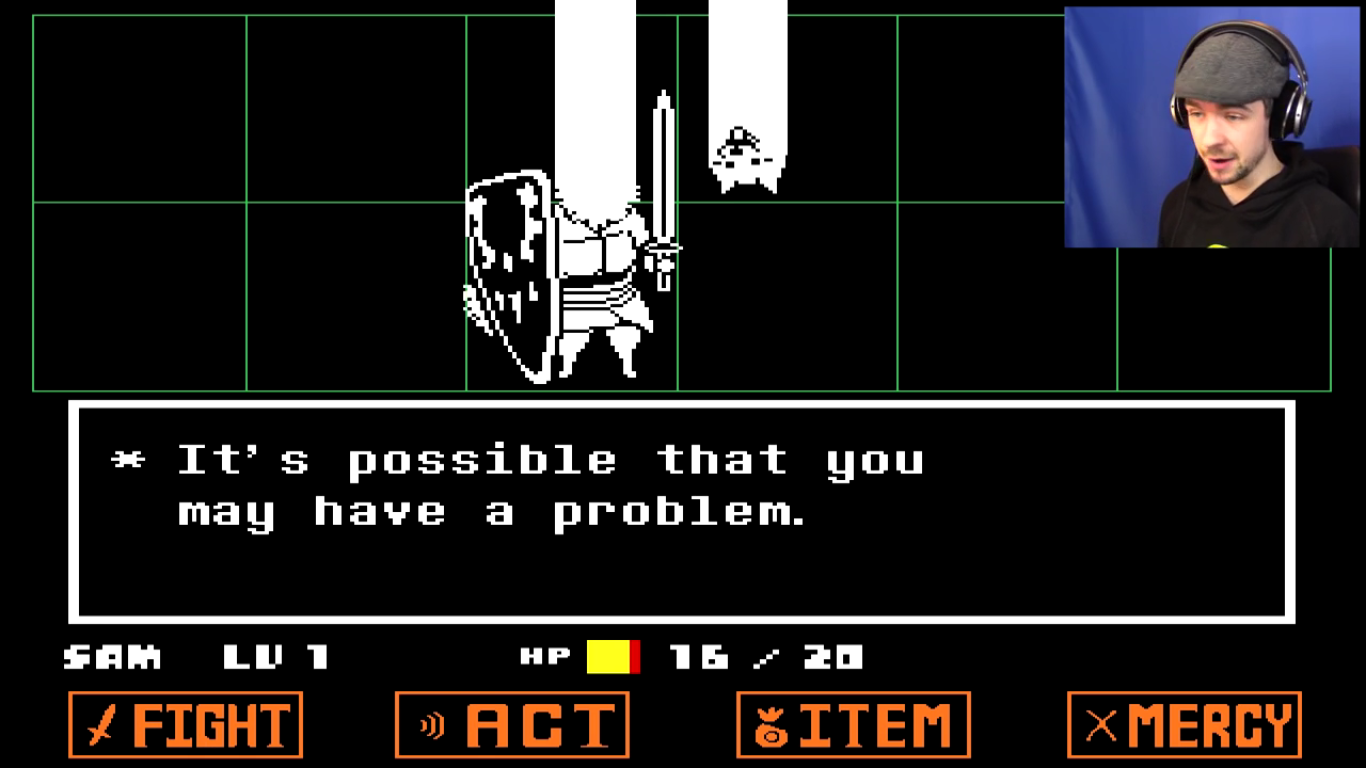 * It's possible that you
may have a problem.
SAM LV 1 HP 16 / 20
FIGHT ACT ITEM MERCY